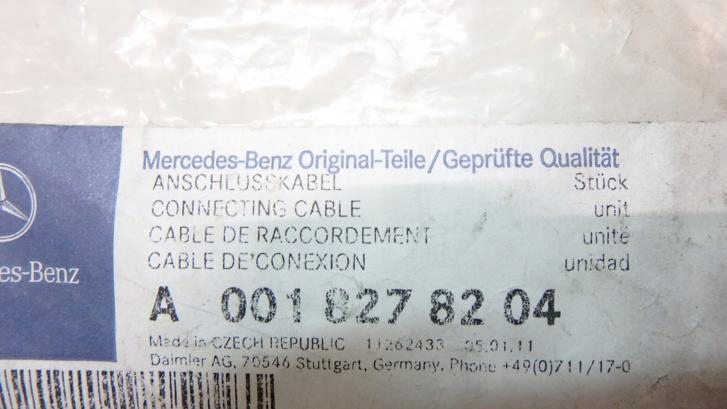 Mercedes-Benz Original-Teile/Geprüfte Qualität
ANSCHLUSSKABEL Stück
CONNECTING CABLE unit
CABLE DE RACCORDEMENT unité
CABLE DE CONEXION unidad
es-Benz
A 001 827 82 04
Made in CZECH REPUBLIC 11262433 05.01.11
Daimler AG, 70546 Stuttgart, Germany, Phone +49(0)711/17-0